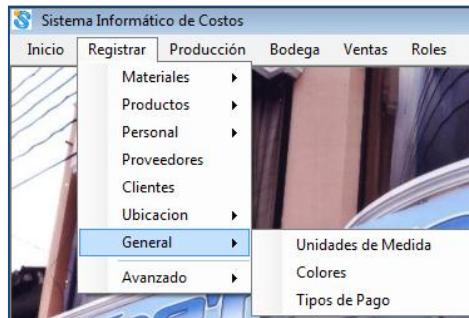 Sistema Informático de Costos
Inicio Registrar Producción Bodega Ventas Roles
Materiales
Productos
Personal
Proveedores
Clientes
Ubicacion
General
Unidades de Medida
Avanzado
Colores
Tipos de Pago